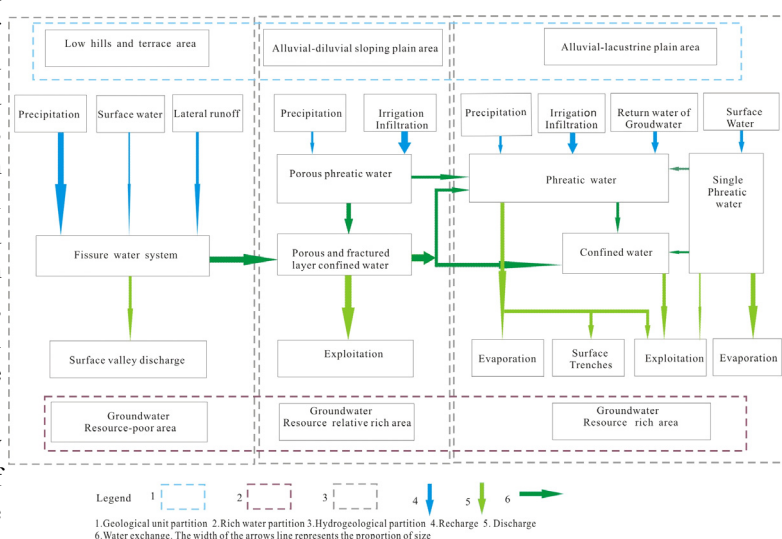 Low hills and terrace area
Alluvial-diluvial sloping plain area
Alluvial-lacustrine plain area
Precipitation
Surface water
Lateral runoff
Precipitation
Irrigation
Infiltration
Precipitation
Irrigation
Infiltration
Return water of
Groudwater
Surface
Water
Porous phreatic water
Phreatic water
Single
Phreatic
water
Fissure water system
Porous and fractured
layer confined water
Confined water
Surface valley discharge
Exploitation
Evaporation
Surface
Trenches
Exploitation
Evaporation
Groundwater
Resource-poor area
Groundwater
Resource relative rich area
Groundwater
Resource rich area
Legend 1 2 3 4 5 6
1.Geological unit partition 2.Rich water partition 3.Hydrogeological partition 4.Recharge 5. Discharge
6.Water exchange. The width of the arrows line represents the proportion of size